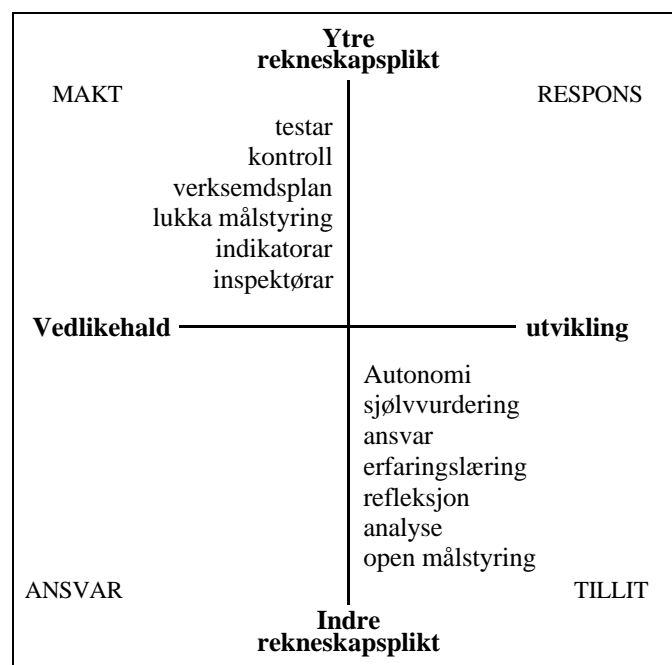 Ytre
rekneskapsplikt
MAKT
RESPONS
testar
kontroll
verksemdsplan
lukka målstyring
indikatorar
inspektørar
Vedlikehald
utvikling
Autonomi
sjølvvurdering
ansvar
erfaringslæring
refleksjon
analyse
open målstyring
ANSVAR
TILLIT
Indre
rekneskapsplikt